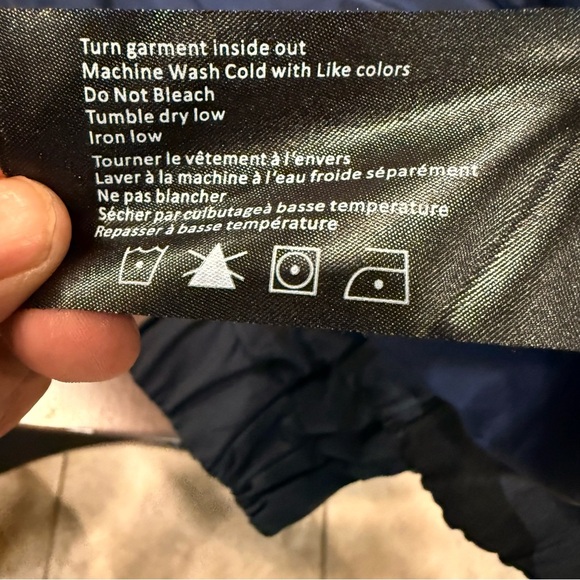 Turn garment inside out
Machine Wash Cold with Like colors
Do Not Bleach
Tumble dry low
Iron low
Tourner le vêtement à l'envers
Laver à la machine à l'eau froide séparément
Ne pas blancher
Sécher par culbutageà basse temperature
Repasser à basse température